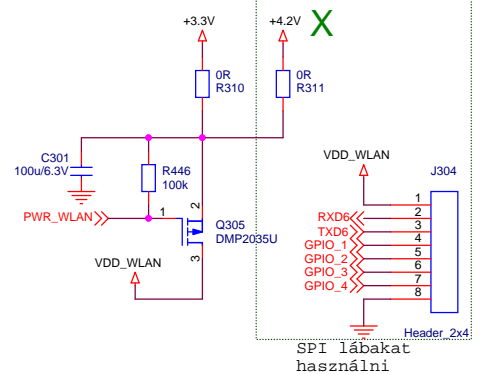 +3.3V
+4.2V
X
0R
R310
0R
R311
C301
100u/6.3V
R446
100k
VDD_WLAN
J304
PWR_WLAN
1
2
3
Q305
DMP2035U
VDD_WLAN
RXD6
TXD6
GPIO_1
GPIO_2
GPIO_3
GPIO_4
1
2
3
4
5
6
7
8
Header_2x4
SPI lábakat
használni